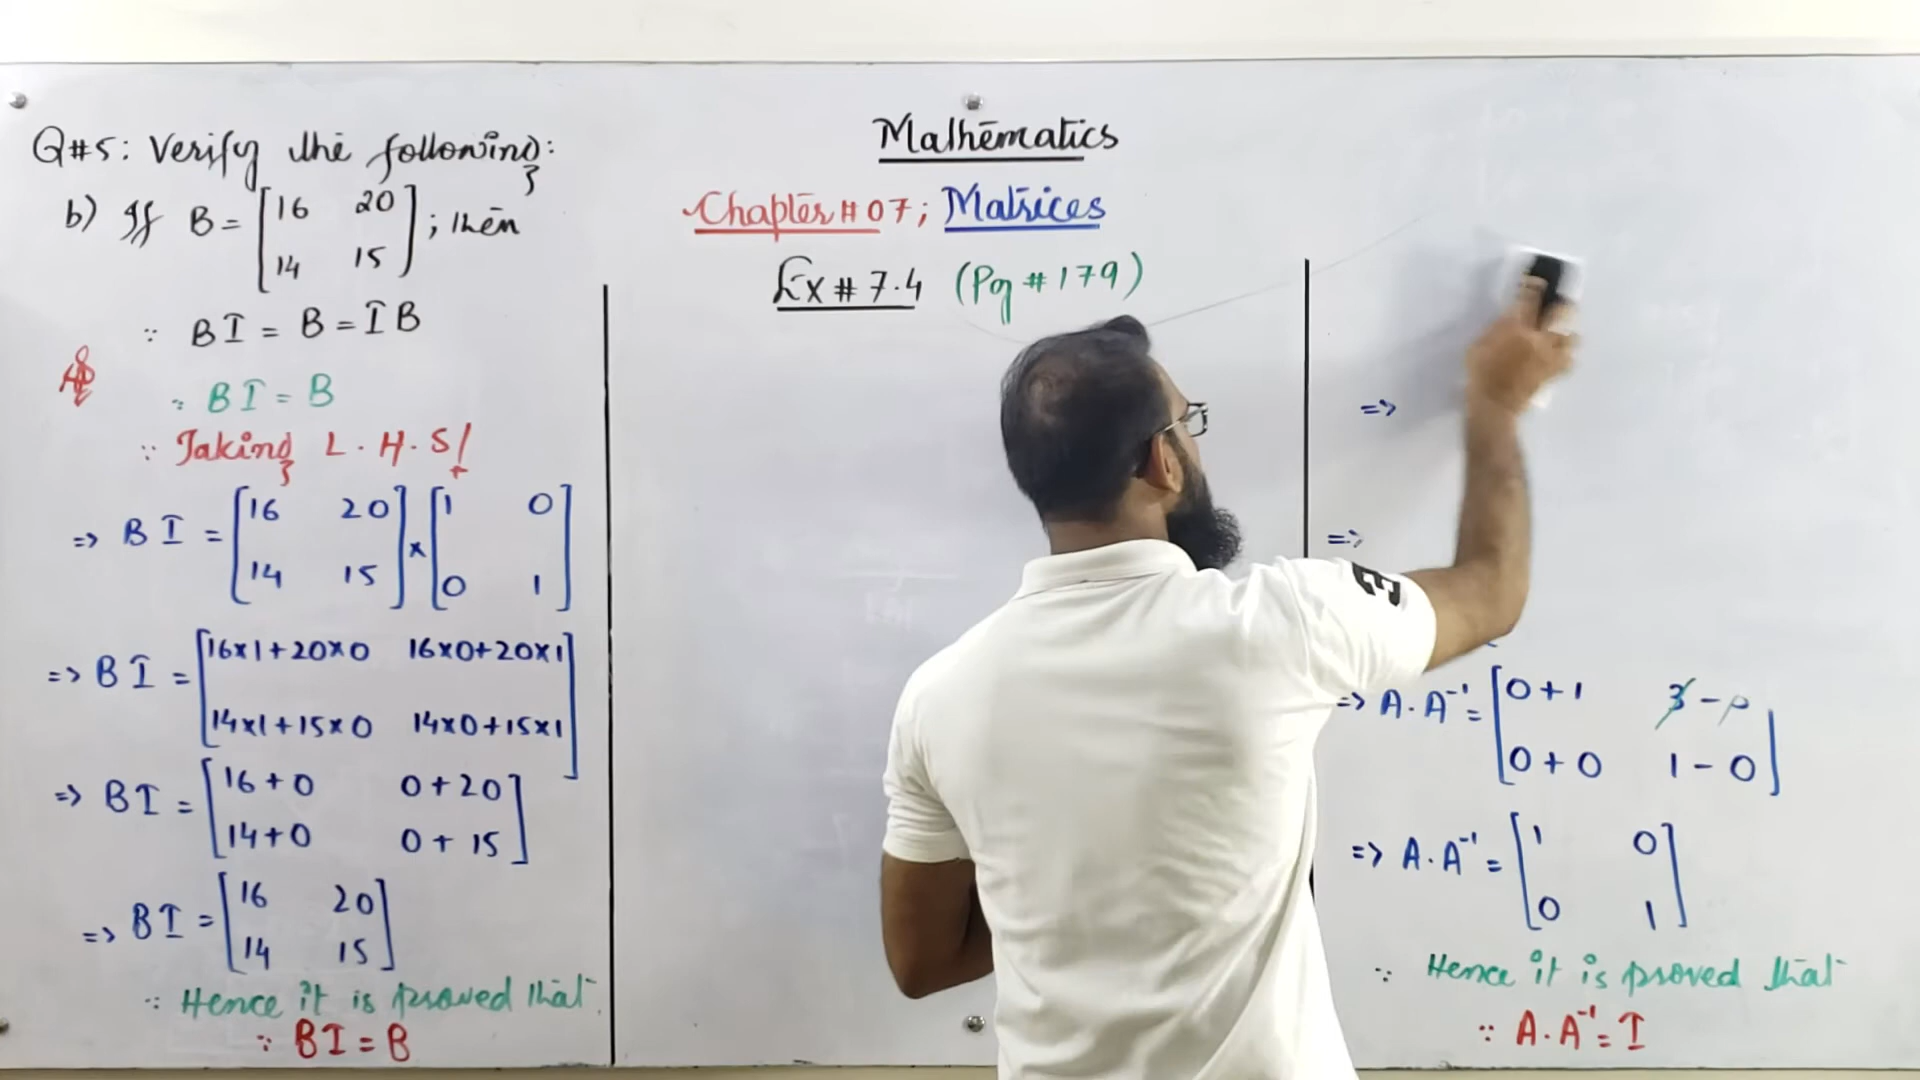 Mathematics
Chapter # 07; Matrices
Ex # 7.4 (Pg # 179)
Q#5: Verify the following:
b) If B = [16 20; then
14 15]
∵ BI = B = IB
∵ BI = B
∵ Taking L.H.S/
=> BI = [16 20] × [1 0]
[14 15] [0 1]
=> BI = [16×1+20×0 16×0+20×1]
[14×1+15×0 14×0+15×1]
=> BI = [16+0 0+20]
[14+0 0+15]
=> BI = [16 20]
[14 15]
∵ Hence it is proved that
∵ BI = B
=>
=>
=> A.A⁻¹ = [0+1 3-
[0+0 1-0]
=> A.A⁻¹ = [1 0]
[0 1]
∵ Hence it is proved that
∵ A.A⁻¹ = I
3